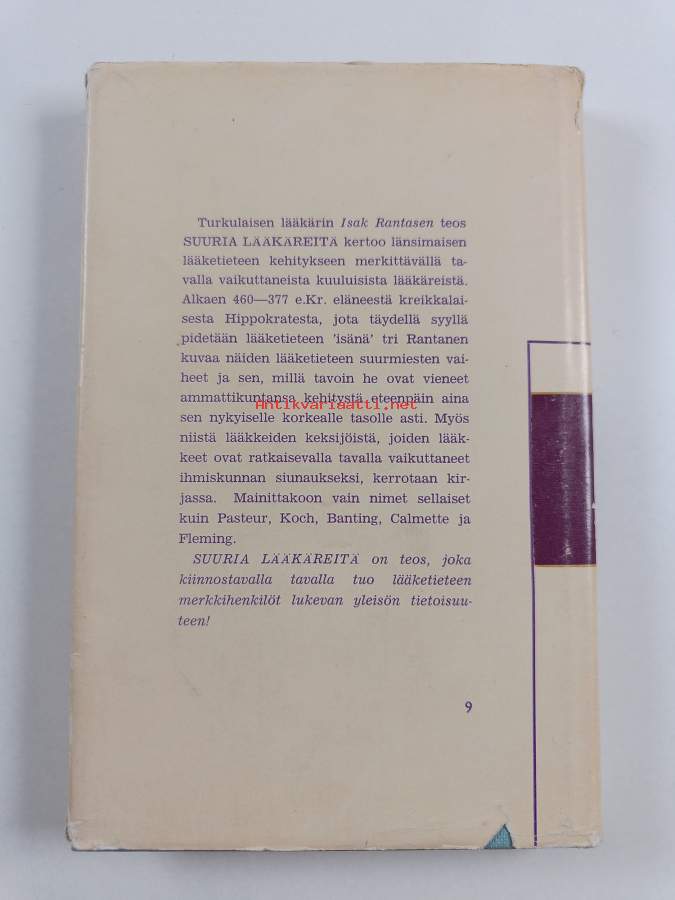 Turkulaisen lääkärin Isak Rantasen teos
SUURIA LÄÄKÄREITÄ kertoo länsimaisen
lääketieteen kehitykseen merkittävällä ta-
valla vaikuttaneista kuuluisista lääkäreistä.
Alkaen 460—377 e.Kr. eläneestä kreikkalai-
sesta Hippokratesta, jota täydellä syyllä
pidetään lääketieteen 'isänä' tri Rantanen
kuvaa näiden lääketieteen suurmiesten vai-
heet ja sen, millä tavoin he ovat vieneet
ammattikuntansa kehitystä eteenpäin aina
Antikvariaatti.net
sen nykyiselle korkealle tasolle asti. Myös
niistä lääkkeiden keksijöistä, joiden lääk-
keet ovat ratkaisevalla tavalla vaikuttaneet
ihmiskunnan siunaukseksi, kerrotaan kir-
jassa. Mainittakoon vain nimet sellaiset
kuin Pasteur, Koch, Banting, Calmette ja
Fleming.
SUURIA LÄÄKÄREITÄ on teos, joka
kiinnostavalla tavalla tuo lääketieteen
merkkihenkilöt lukevan yleisön tietoisuu-
teen!
9